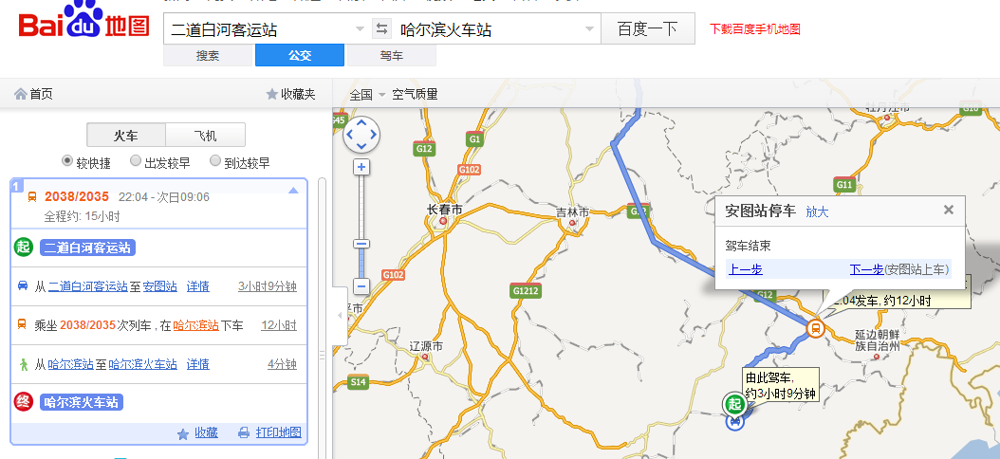 Bai du 地图
二道白河客运站
哈尔滨火车站
百度一下
下载百度手机地图
搜索
公交
驾车
首页
收藏夹
全国
空气质量
火车
飞机
较快捷
出发较早
到达较早
1
2038/2035 22:04 - 次日09:06
全程约: 15小时
起 二道白河客运站
从 二道白河客运站 至 安图站 详情 3小时9分钟
乘坐 2038/2035 次列车 , 在 哈尔滨站 下车 12小时
从 哈尔滨站 至 哈尔滨火车站 详情 4分钟
终 哈尔滨火车站
收藏 打印地图
G45
G12
G1
G102
长春市
吉林市
G12
G102
G1212
辽源市
S14
牡丹江市
G10
G11
安图站停车 放大
驾车结束
上一步
下一步(安图站上车)
G12
04发车, 约12小时
延边朝鲜
族自治州
由此驾车,
约3小时9分钟
起